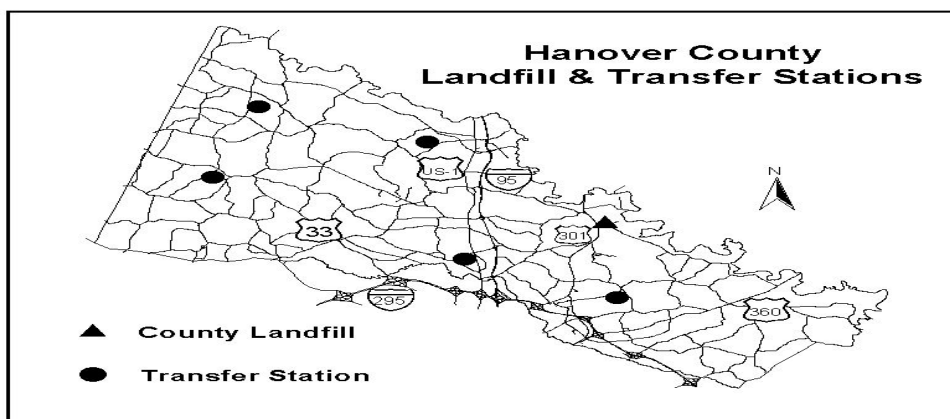 Hanover County
Landfill & Transfer Stations
US-1
95
N
33
301
295
360
County Landfill
Transfer Station